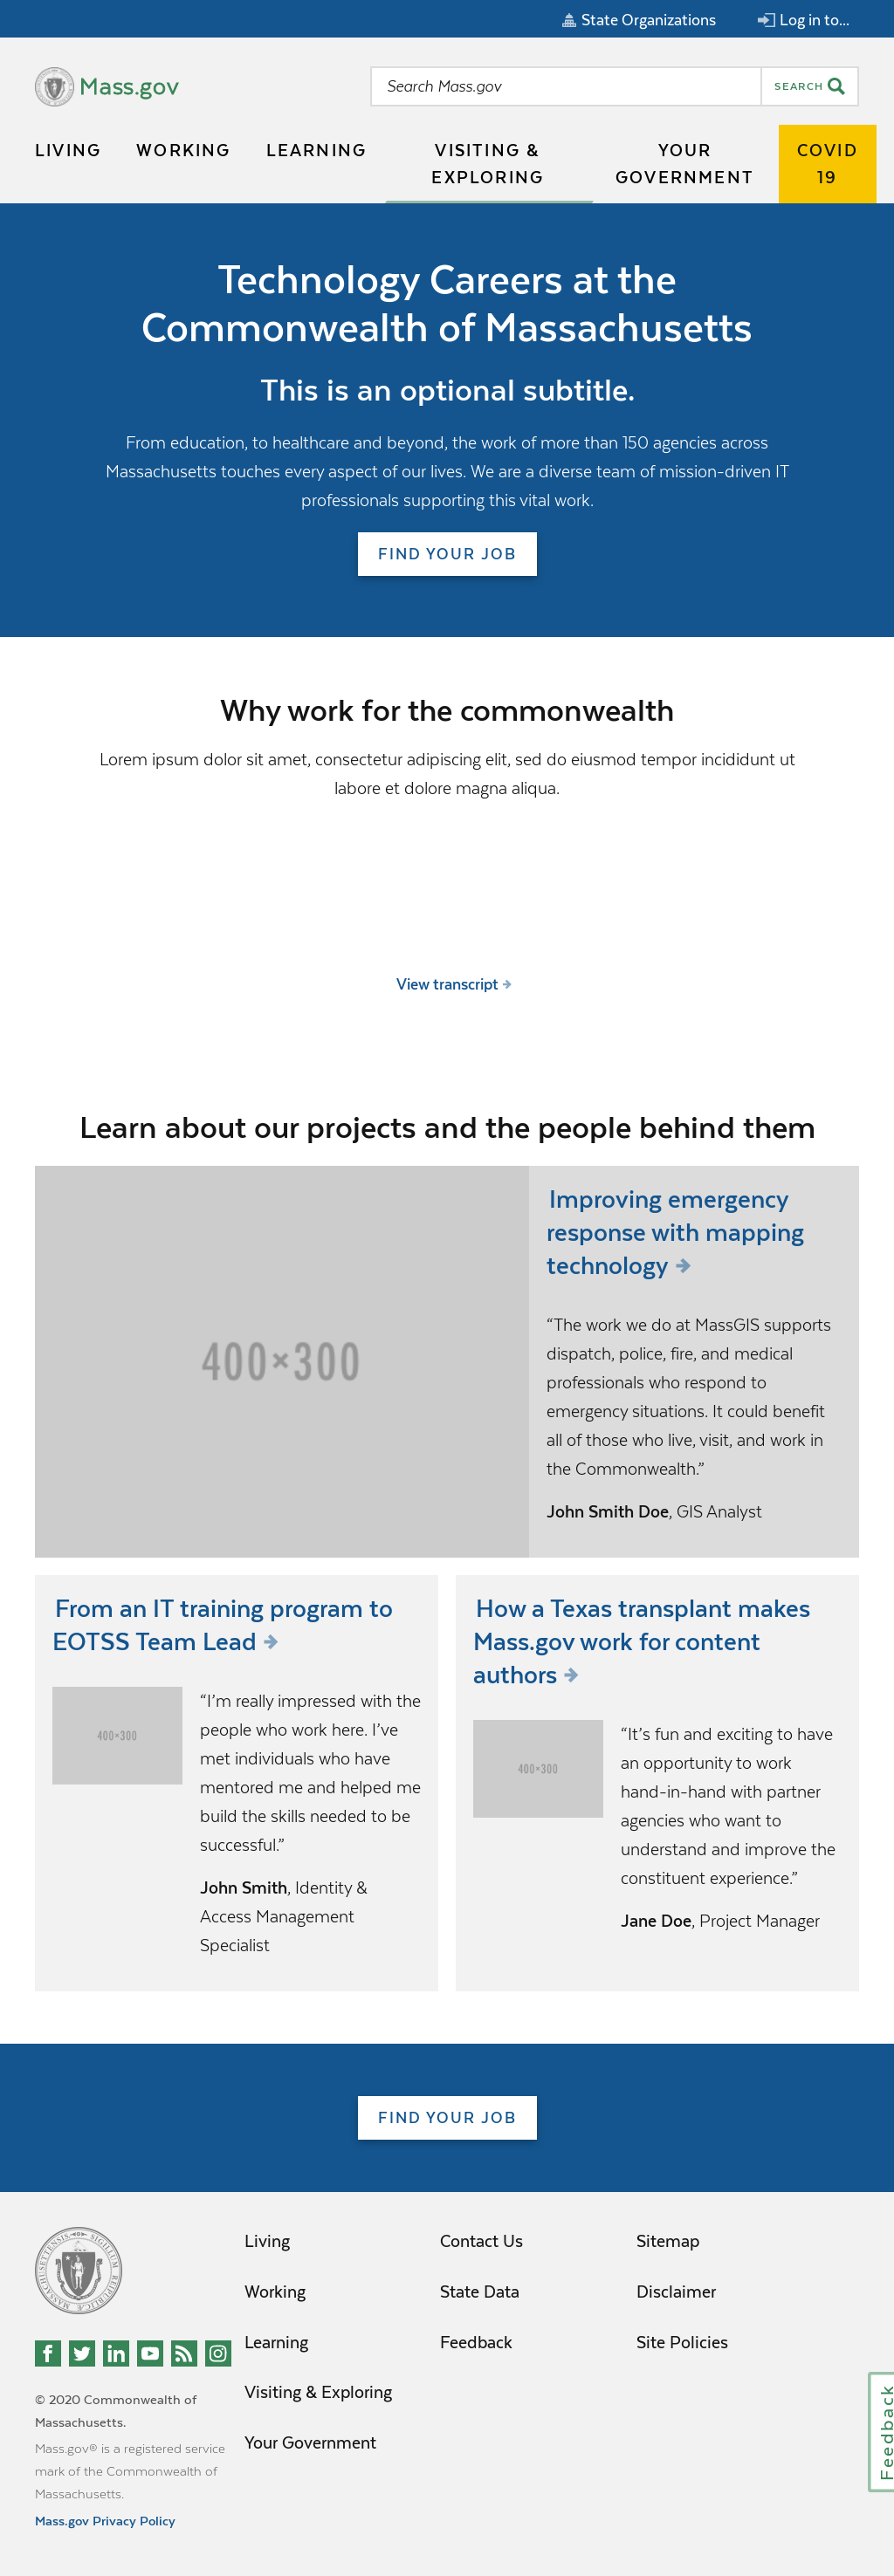 State Organizations
Log in to...
Mass.gov
Search Mass.gov
SEARCH
LIVING
WORKING
LEARNING
VISITING &
EXPLORING
YOUR
GOVERNMENT
COVID
19
Technology Careers at the
Commonwealth of Massachusetts
This is an optional subtitle.
From education, to healthcare and beyond, the work of more than 150 agencies across
Massachusetts touches every aspect of our lives. We are a diverse team of mission-driven IT
professionals supporting this vital work.
FIND YOUR JOB
Why work for the commonwealth
Lorem ipsum dolor sit amet, consectetur adipiscing elit, sed do eiusmod tempor incididunt ut
labore et dolore magna aliqua.
View transcript
Learn about our projects and the people behind them
400×300
Improving emergency
response with mapping
technology
“The work we do at MassGIS supports
dispatch, police, fire, and medical
professionals who respond to
emergency situations. It could benefit
all of those who live, visit, and work in
the Commonwealth.”
John Smith Doe, GIS Analyst
From an IT training program to
EOTSS Team Lead
400×300
“I’m really impressed with the
people who work here. I’ve
met individuals who have
mentored me and helped me
build the skills needed to be
successful.”
John Smith, Identity &
Access Management
Specialist
How a Texas transplant makes
Mass.gov work for content
authors
400×300
“It’s fun and exciting to have
an opportunity to work
hand-in-hand with partner
agencies who want to
understand and improve the
constituent experience.”
Jane Doe, Project Manager
FIND YOUR JOB
© 2020 Commonwealth of
Massachusetts.
Mass.gov® is a registered service
mark of the Commonwealth of
Massachusetts.
Mass.gov Privacy Policy
Living
Working
Learning
Visiting & Exploring
Your Government
Contact Us
State Data
Feedback
Sitemap
Disclaimer
Site Policies
Feedback